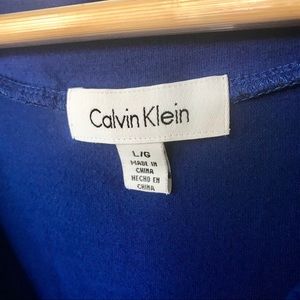 Calvin Klein
L/G
MADE IN
CHINA
HECHO EN
CHINA